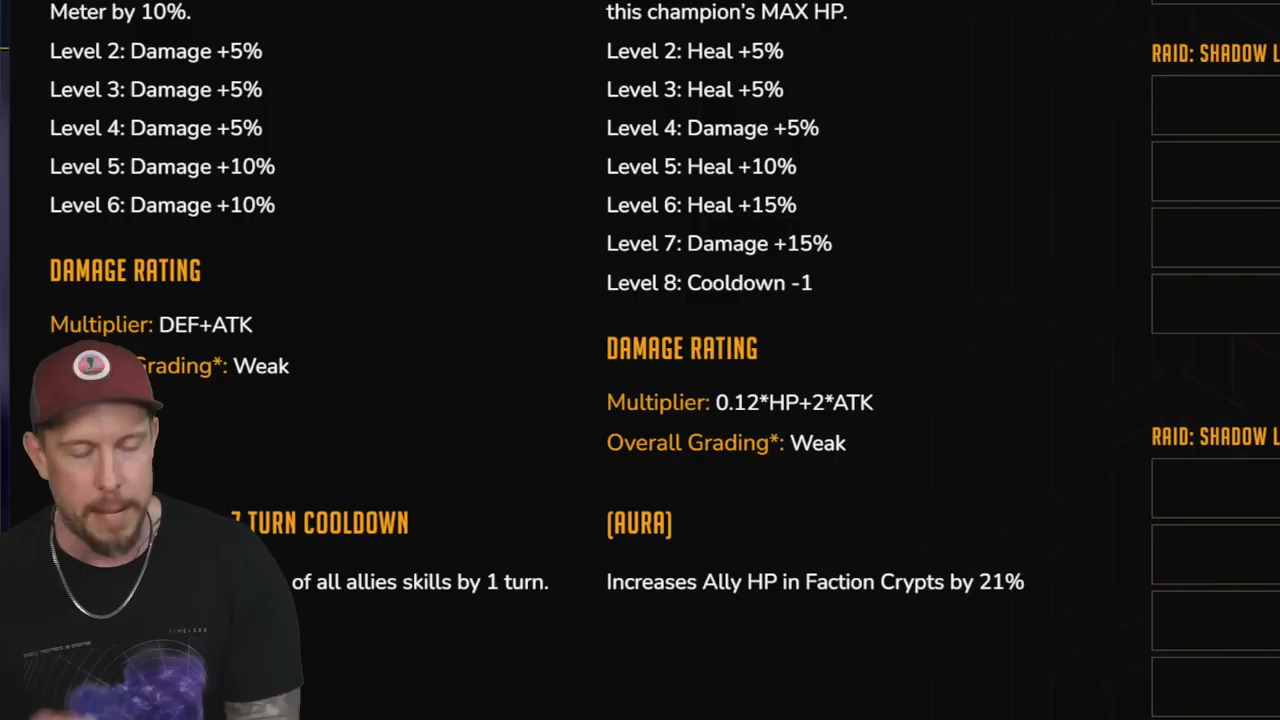 Meter by 10%.
Level 2: Damage +5%
Level 3: Damage +5%
Level 4: Damage +5%
Level 5: Damage +10%
Level 6: Damage +10%
DAMAGE RATING
Multiplier: DEF+ATK
rading*: Weak
7 TURN COOLDOWN
of all allies skills by 1 turn.
this champion's MAX HP.
Level 2: Heal +5%
Level 3: Heal +5%
Level 4: Damage +5%
Level 5: Heal +10%
Level 6: Heal +15%
Level 7: Damage +15%
Level 8: Cooldown -1
DAMAGE RATING
Multiplier: 0.12*HP+2*ATK
Overall Grading*: Weak
(AURA)
Increases Ally HP in Faction Crypts by 21%
RAID: SHADOW L
RAID: SHADOW L
TIMELESS